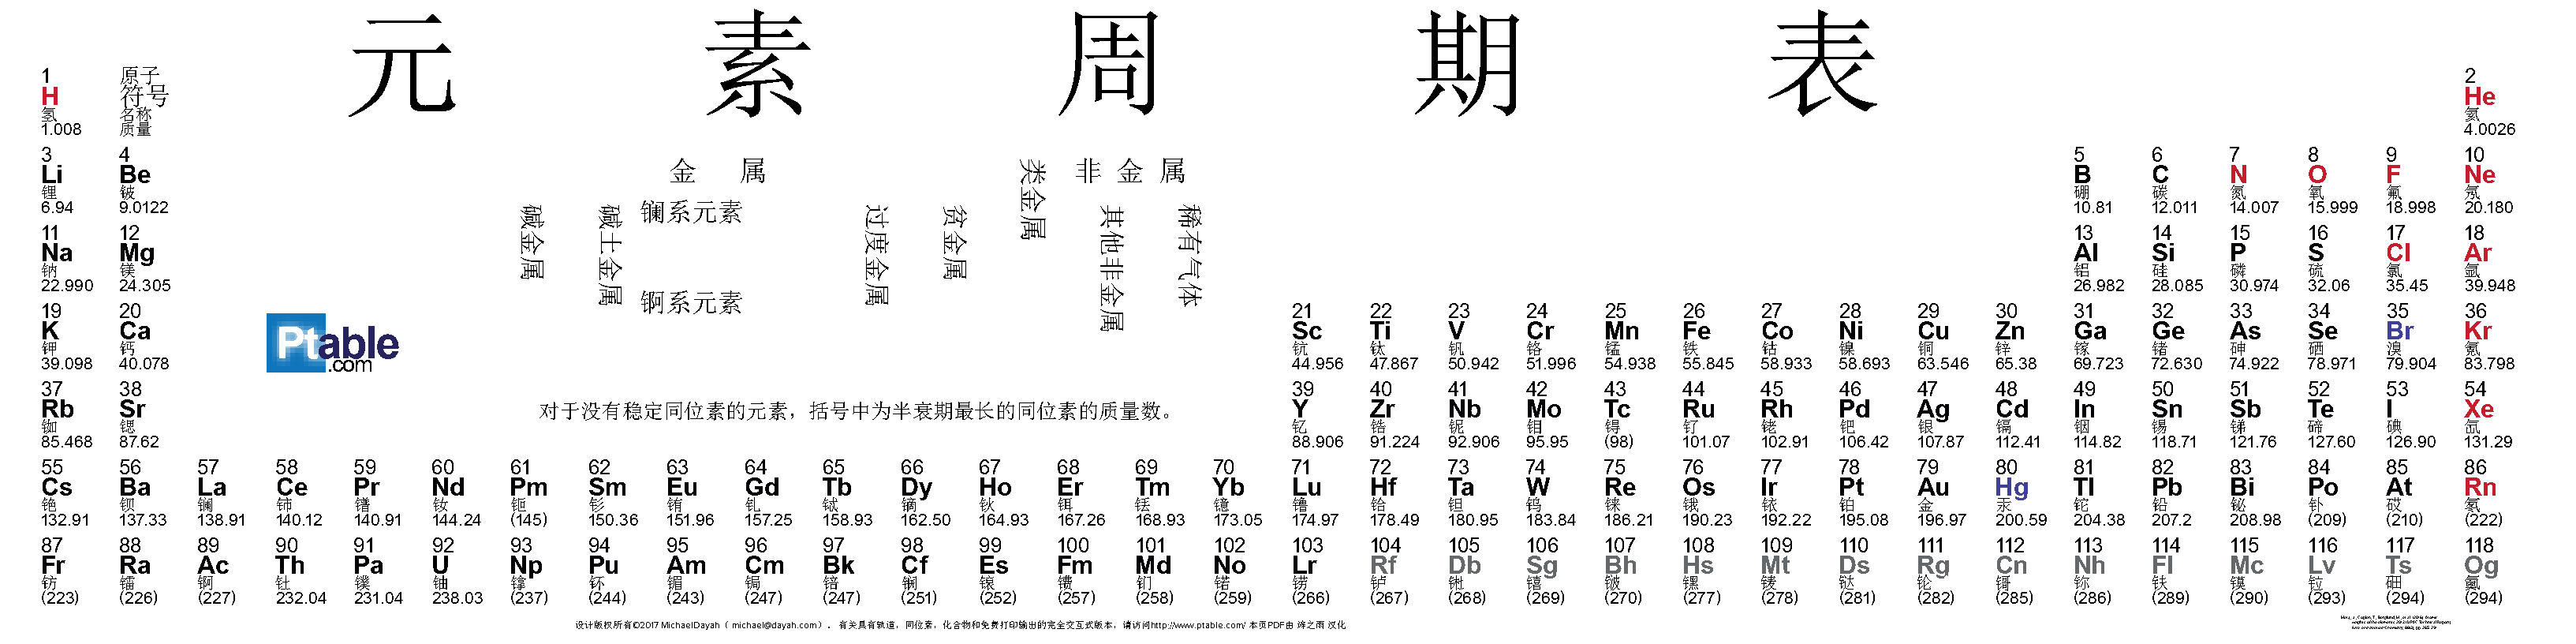 元 素 周 期 表
1 原子 2
H 符号 He
氢 名称 氦
1.008 质量 4.0026
3 4 5 6 7 8 9 10
Li Be B C N O F Ne
锂 铍 硼 碳 氮 氧 氟 氖
6.94 9.0122 10.81 12.011 14.007 15.999 18.998 20.180
金 属
类金属
非 金 属
碱金属
碱土金属
镧系元素
锕系元素
过度金属
贫金属
其他非金属
稀有气体
11 12 13 14 15 16 17 18
Na Mg Al Si P S Cl Ar
钠 镁 铝 硅 磷 硫 氯 氩
22.990 24.305 26.982 28.085 30.974 32.06 35.45 39.948
19 20 21 22 23 24 25 26 27 28 29 30 31 32 33 34 35 36
K Ca Sc Ti V Cr Mn Fe Co Ni Cu Zn Ga Ge As Se Br Kr
钾 钙 钪 钛 钒 铬 锰 铁 钴 镍 铜 锌 镓 锗 砷 硒 溴 氪
39.098 40.078 44.956 47.867 50.942 51.996 54.938 55.845 58.933 58.693 63.546 65.38 69.723 72.630 74.922 78.971 79.904 83.798
Ptable
.com
37 38 39 40 41 42 43 44 45 46 47 48 49 50 51 52 53 54
Rb Sr Y Zr Nb Mo Tc Ru Rh Pd Ag Cd In Sn Sb Te I Xe
铷 锶 钇 锆 铌 钼 锝 钌 铑 钯 银 镉 铟 锡 锑 碲 碘 氙
85.468 87.62 88.906 91.224 92.906 95.95 (98) 101.07 102.91 106.42 107.87 112.41 114.82 118.71 121.76 127.60 126.90 131.29
对于没有稳定同位素的元素，括号中为半衰期最长的同位素的质量数。
55 56 57 58 59 60 61 62 63 64 65 66 67 68 69 70 71 72 73 74 75 76 77 78 79 80 81 82 83 84 85 86
Cs Ba La Ce Pr Nd Pm Sm Eu Gd Tb Dy Ho Er Tm Yb Lu Hf Ta W Re Os Ir Pt Au Hg Tl Pb Bi Po At Rn
铯 钡 镧 铈 镨 钕 钷 钐 铕 钆 铽 镝 钬 铒 铥 镱 镥 铪 钽 钨 铼 锇 铱 铂 金 汞 铊 铅 铋 钋 砹 氡
132.91 137.33 138.91 140.12 140.91 144.24 (145) 150.36 151.96 157.25 158.93 162.50 164.93 167.26 168.93 173.05 174.97 178.49 180.95 183.84 186.21 190.23 192.22 195.08 196.97 200.59 204.38 207.2 208.98 (209) (210) (222)
87 88 89 90 91 92 93 94 95 96 97 98 99 100 101 102 103 104 105 106 107 108 109 110 111 112 113 114 115 116 117 118
Fr Ra Ac Th Pa U Np Pu Am Cm Bk Cf Es Fm Md No Lr Rf Db Sg Bh Hs Mt Ds Rg Cn Nh Fl Mc Lv Ts Og
钫 镭 锕 钍 镤 铀 镎 钚 镅 锔 锫 锎 锿 镄 钔 锘 铹 𬬻 𬭊 𬭳 𬭛 𬭶 鿏 𫟼 𬬭 鿔 鿭 𫓧 镆 𫟷 鿬 鿫
(223) (226) (227) 232.04 231.04 238.03 (237) (244) (243) (247) (247) (251) (252) (257) (258) (259) (266) (267) (268) (269) (270) (277) (278) (281) (282) (285) (286) (289) (290) (293) (294) (294)
设计版权所有©2017 MichaelDayah（ michael@dayah.com）。 有关具有轨道，同位素，化合物和免费打印输出的完全交互式版本，请访问http://www.ptable.com/ 本页PDF由 之雨 汉化